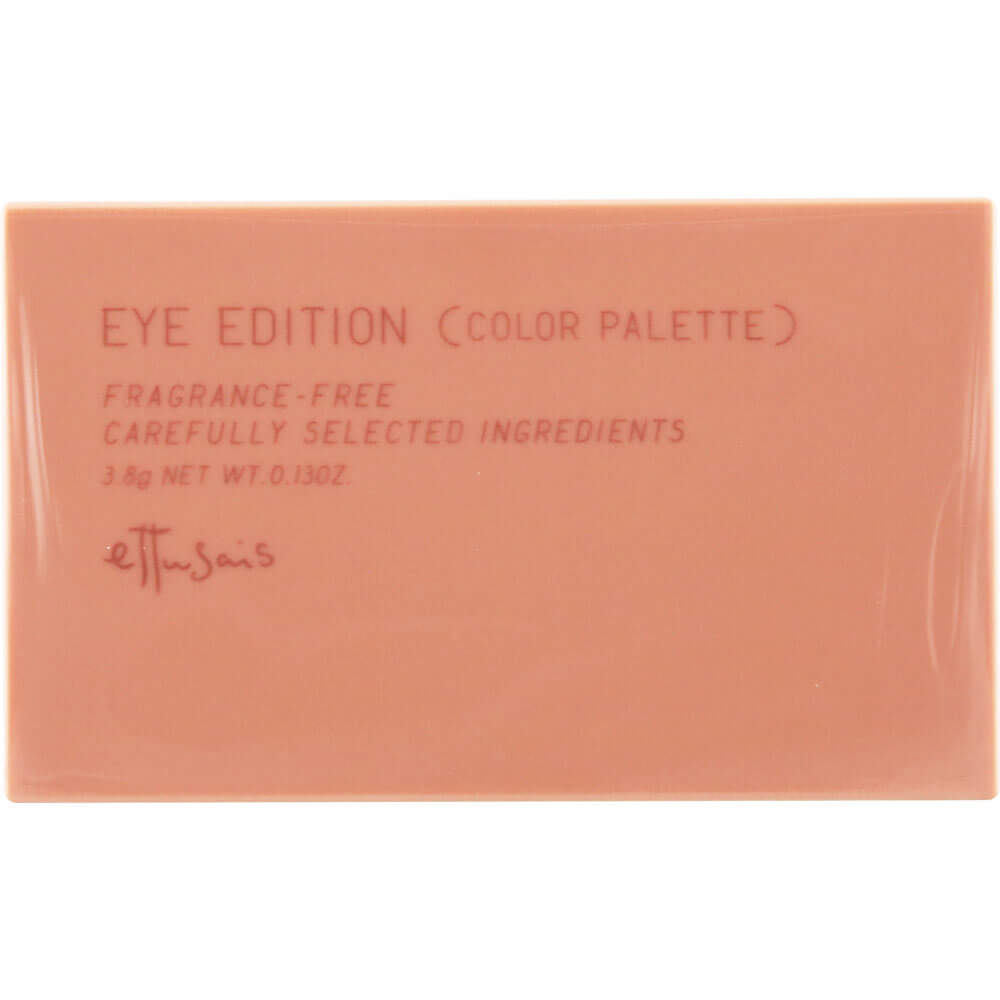 EYE EDITION (COLOR PALETTE)
FRAGRANCE-FREE
CAREFULLY SELECTED INGREDIENTS
3.8g NET WT.0.13OZ.
ettusais